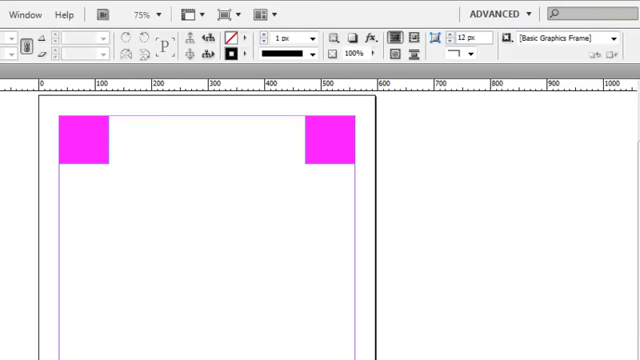 Window Help Br 75% ADVANCED
P fx. 1 px 100% 12 px [Basic Graphics Frame]
0 100 200 300 400 500 600 700 800 900 1000